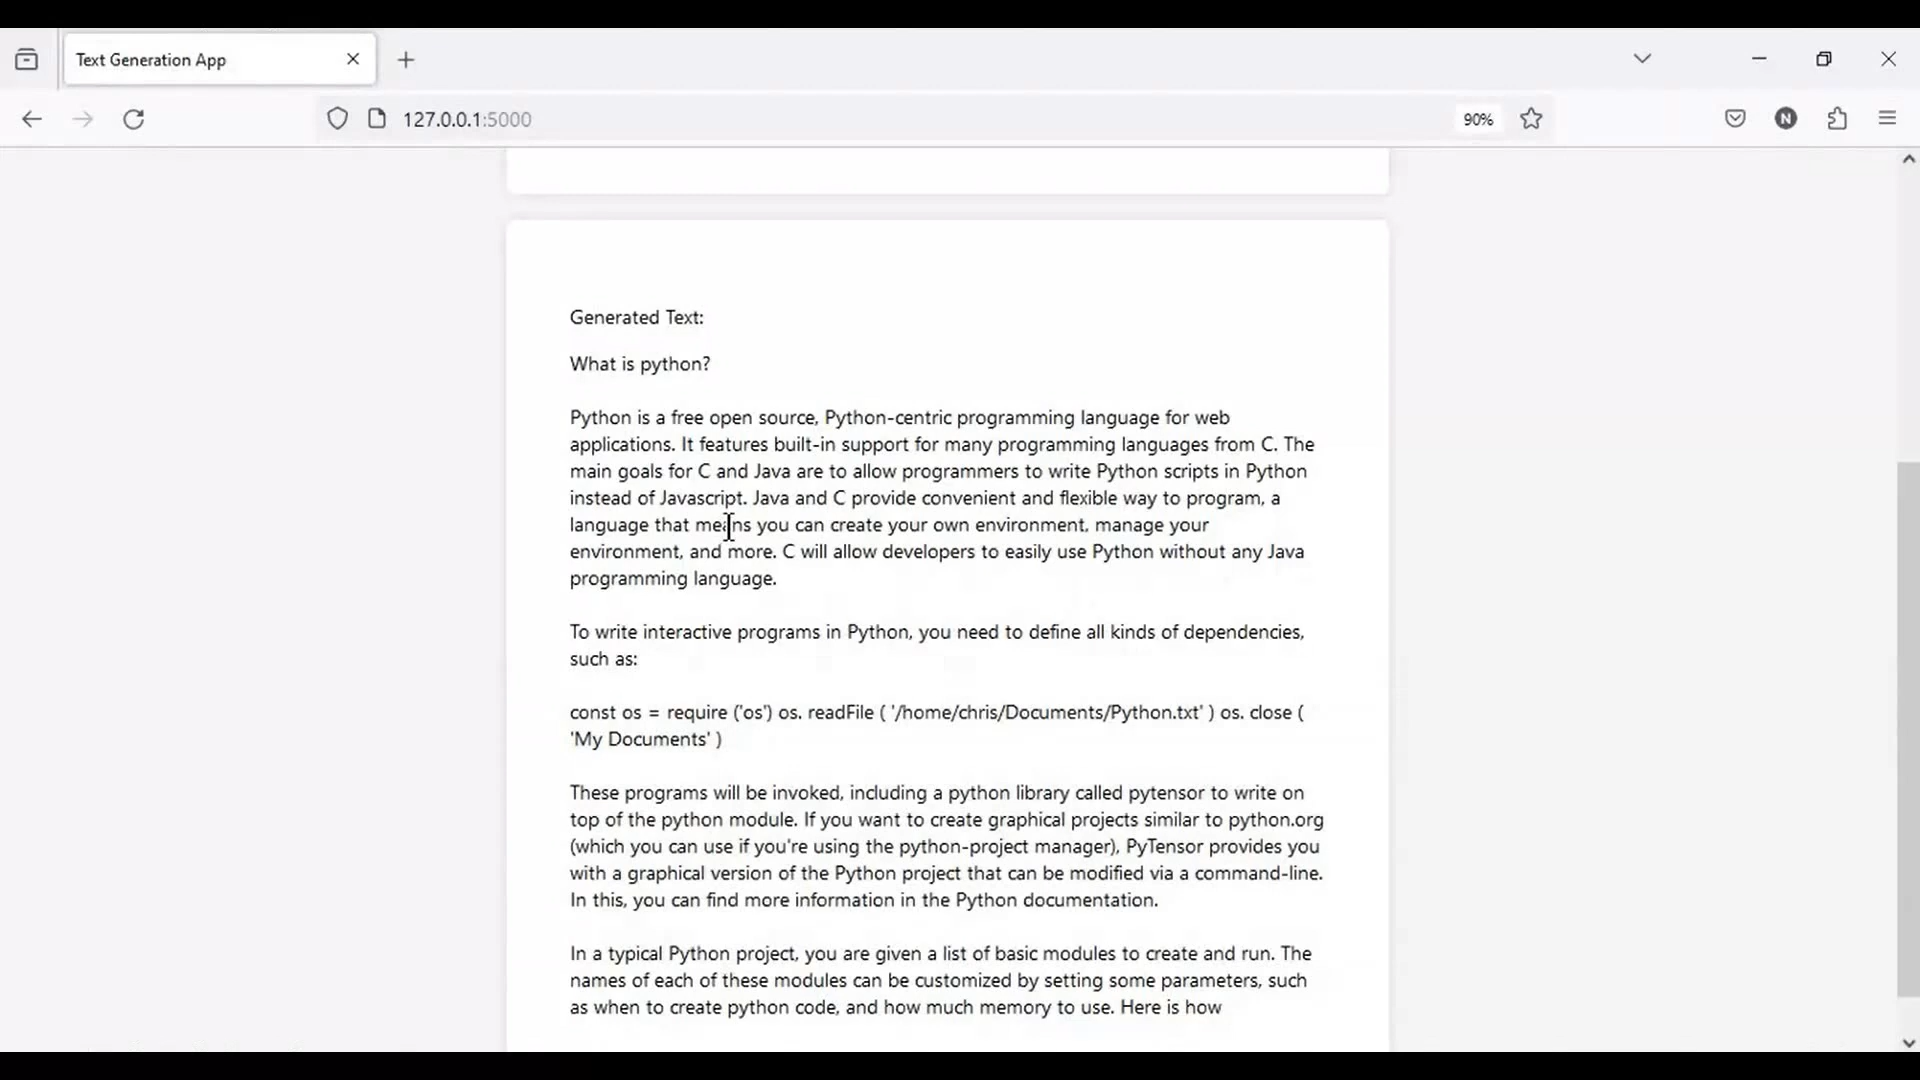 Text Generation App
127.0.0.1:5000
90%
N
Generated Text:
What is python?
Python is a free open source, Python-centric programming language for web
applications. It features built-in support for many programming languages from C. The
main goals for C and Java are to allow programmers to write Python scripts in Python
instead of Javascript. Java and C provide convenient and flexible way to program, a
language that means you can create your own environment, manage your
environment, and more. C will allow developers to easily use Python without any Java
programming language.
To write interactive programs in Python, you need to define all kinds of dependencies,
such as:
const os = require ('os') os. readFile ( '/home/chris/Documents/Python.txt' ) os. close (
'My Documents' )
These programs will be invoked, including a python library called pytensor to write on
top of the python module. If you want to create graphical projects similar to python.org
(which you can use if you're using the python-project manager), PyTensor provides you
with a graphical version of the Python project that can be modified via a command-line.
In this, you can find more information in the Python documentation.
In a typical Python project, you are given a list of basic modules to create and run. The
names of each of these modules can be customized by setting some parameters, such
as when to create python code, and how much memory to use. Here is how